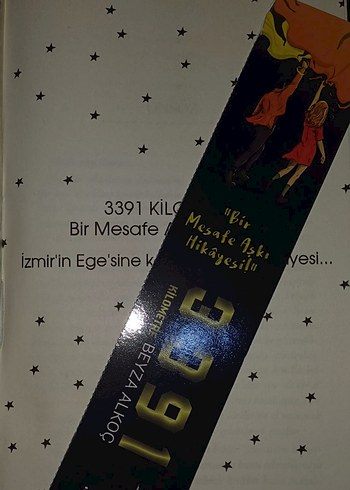 3391 KİLO
Bir Mesafe
İzmir'in Ege'sine k yesi...
"Bir
Mesafe Aşkı
Hikâyesi!"
3391
KİLOMETRE
BEYZA ALKOÇ